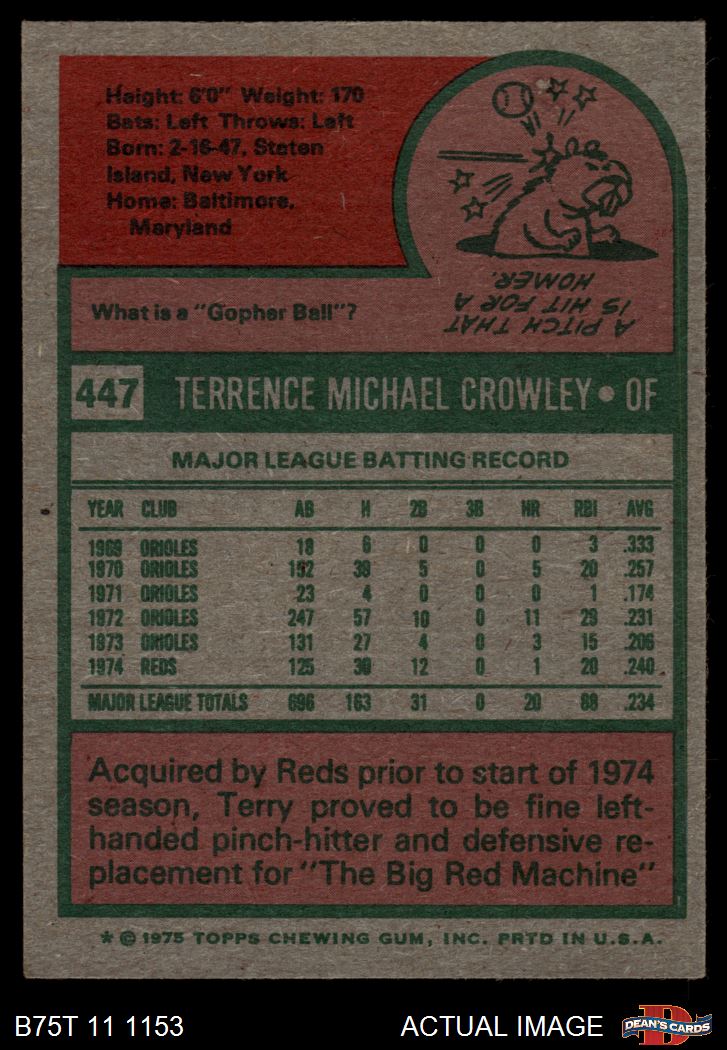 Height: 6'0" Weight: 170
Bats: Left Throws: Left
Born: 2-16-47, Staten
Island, New York
Home: Baltimore,
Maryland
What is a "Gopher Ball"?
A PITCH THAT
IS HIT FOR A
HOMER.
447 TERRENCE MICHAEL CROWLEY • OF
MAJOR LEAGUE BATTING RECORD
YEAR CLUB AB H 2B 3B HR RBI AVG
1969 ORIOLES 18 6 0 0 0 3 .333
1970 ORIOLES 152 39 5 0 5 20 .257
1971 ORIOLES 23 4 0 0 0 1 .174
1972 ORIOLES 247 57 10 0 11 29 .231
1973 ORIOLES 131 27 4 0 3 15 .206
1974 REDS 125 30 12 0 1 20 .240
MAJOR LEAGUE TOTALS 696 163 31 0 20 88 .234
Acquired by Reds prior to start of 1974
season, Terry proved to be fine left-
handed pinch-hitter and defensive re-
placement for "The Big Red Machine"
* © 1975 TOPPS CHEWING GUM, INC. PRTD IN U.S.A.
B75T 11 1153 ACTUAL IMAGE D DEAN'S CARDS